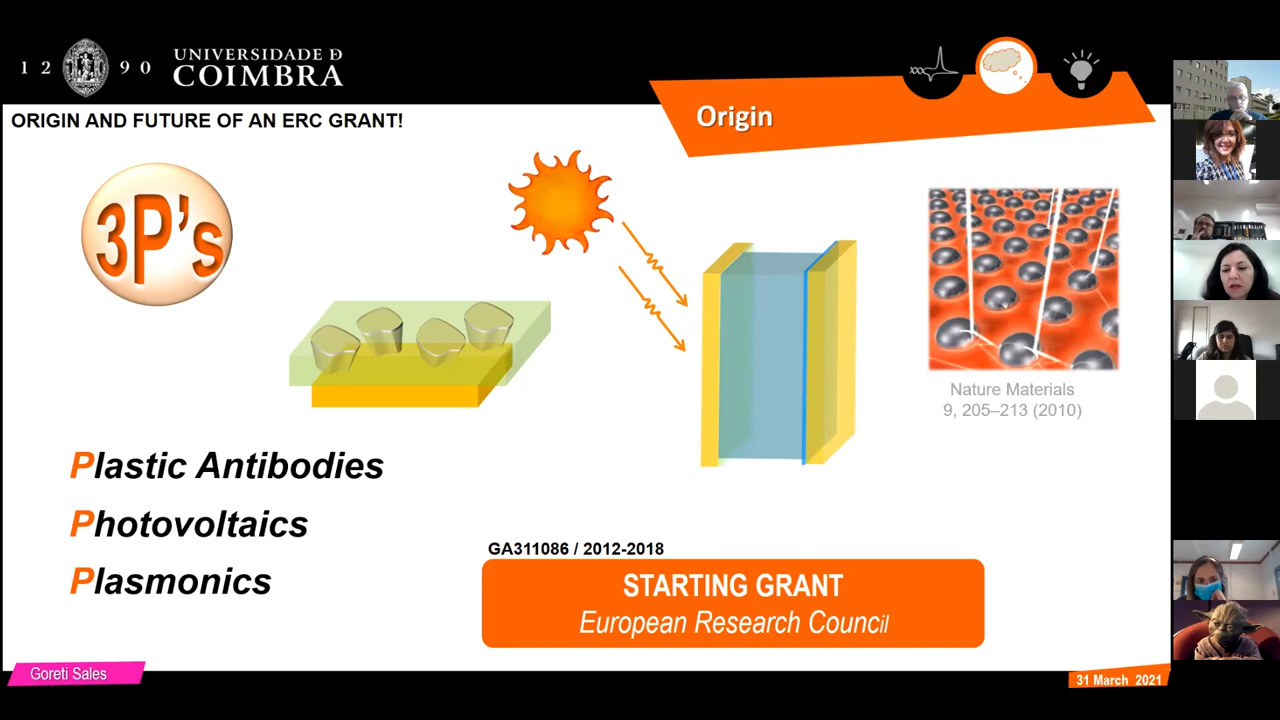 1 2 9 0
UNIVERSIDADE Ð
COIMBRA
Origin
ORIGIN AND FUTURE OF AN ERC GRANT!
3P's
Nature Materials
9, 205–213 (2010)
Plastic Antibodies
Photovoltaics
Plasmonics
GA311086 / 2012-2018
STARTING GRANT
European Research Council
Goreti Sales
31 March 2021